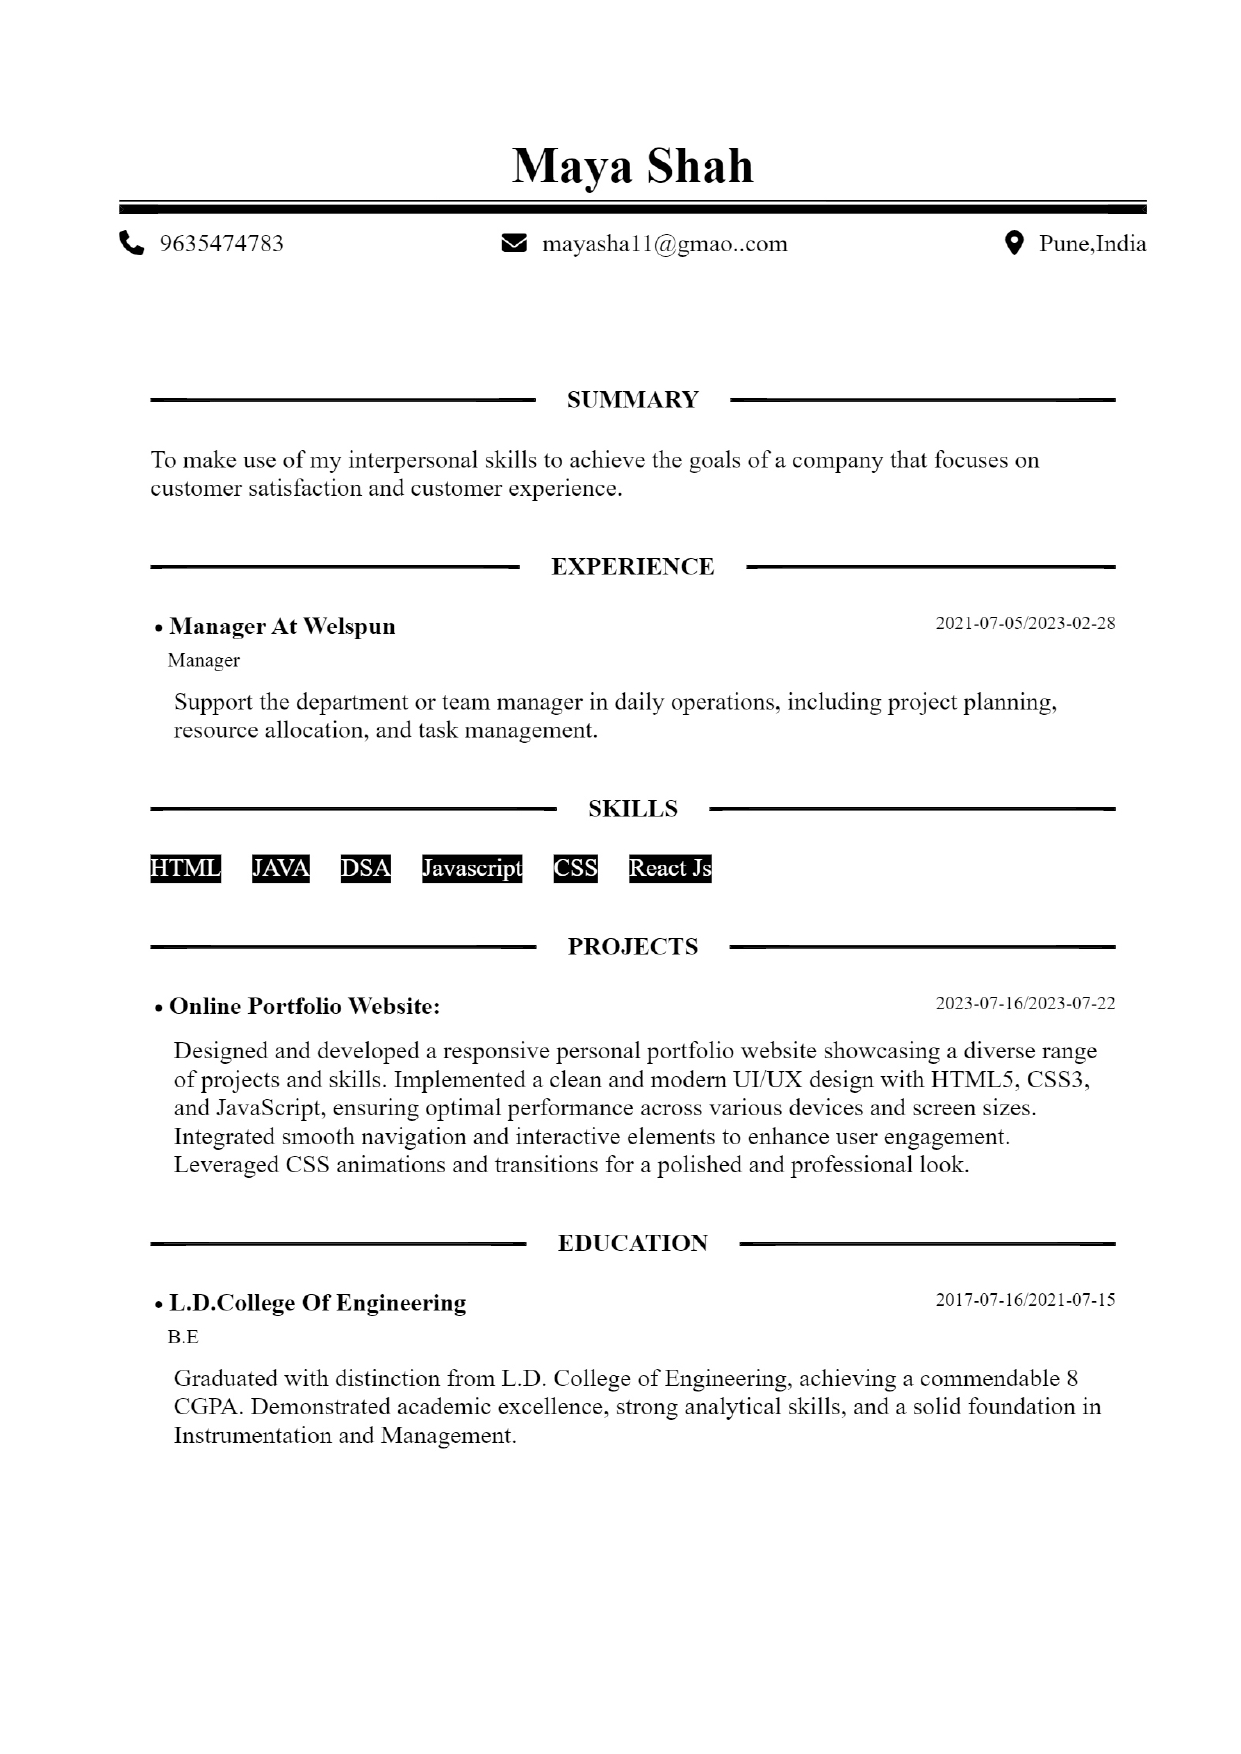 Maya Shah
9635474783 mayasha11@gmao..com Pune,India
SUMMARY
To make use of my interpersonal skills to achieve the goals of a company that focuses on
customer satisfaction and customer experience.
EXPERIENCE
• Manager At Welspun 2021-07-05/2023-02-28
Manager
Support the department or team manager in daily operations, including project planning,
resource allocation, and task management.
SKILLS
HTML JAVA DSA Javascript CSS React Js
PROJECTS
• Online Portfolio Website: 2023-07-16/2023-07-22
Designed and developed a responsive personal portfolio website showcasing a diverse range
of projects and skills. Implemented a clean and modern UI/UX design with HTML5, CSS3,
and JavaScript, ensuring optimal performance across various devices and screen sizes.
Integrated smooth navigation and interactive elements to enhance user engagement.
Leveraged CSS animations and transitions for a polished and professional look.
EDUCATION
• L.D.College Of Engineering 2017-07-16/2021-07-15
B.E
Graduated with distinction from L.D. College of Engineering, achieving a commendable 8
CGPA. Demonstrated academic excellence, strong analytical skills, and a solid foundation in
Instrumentation and Management.